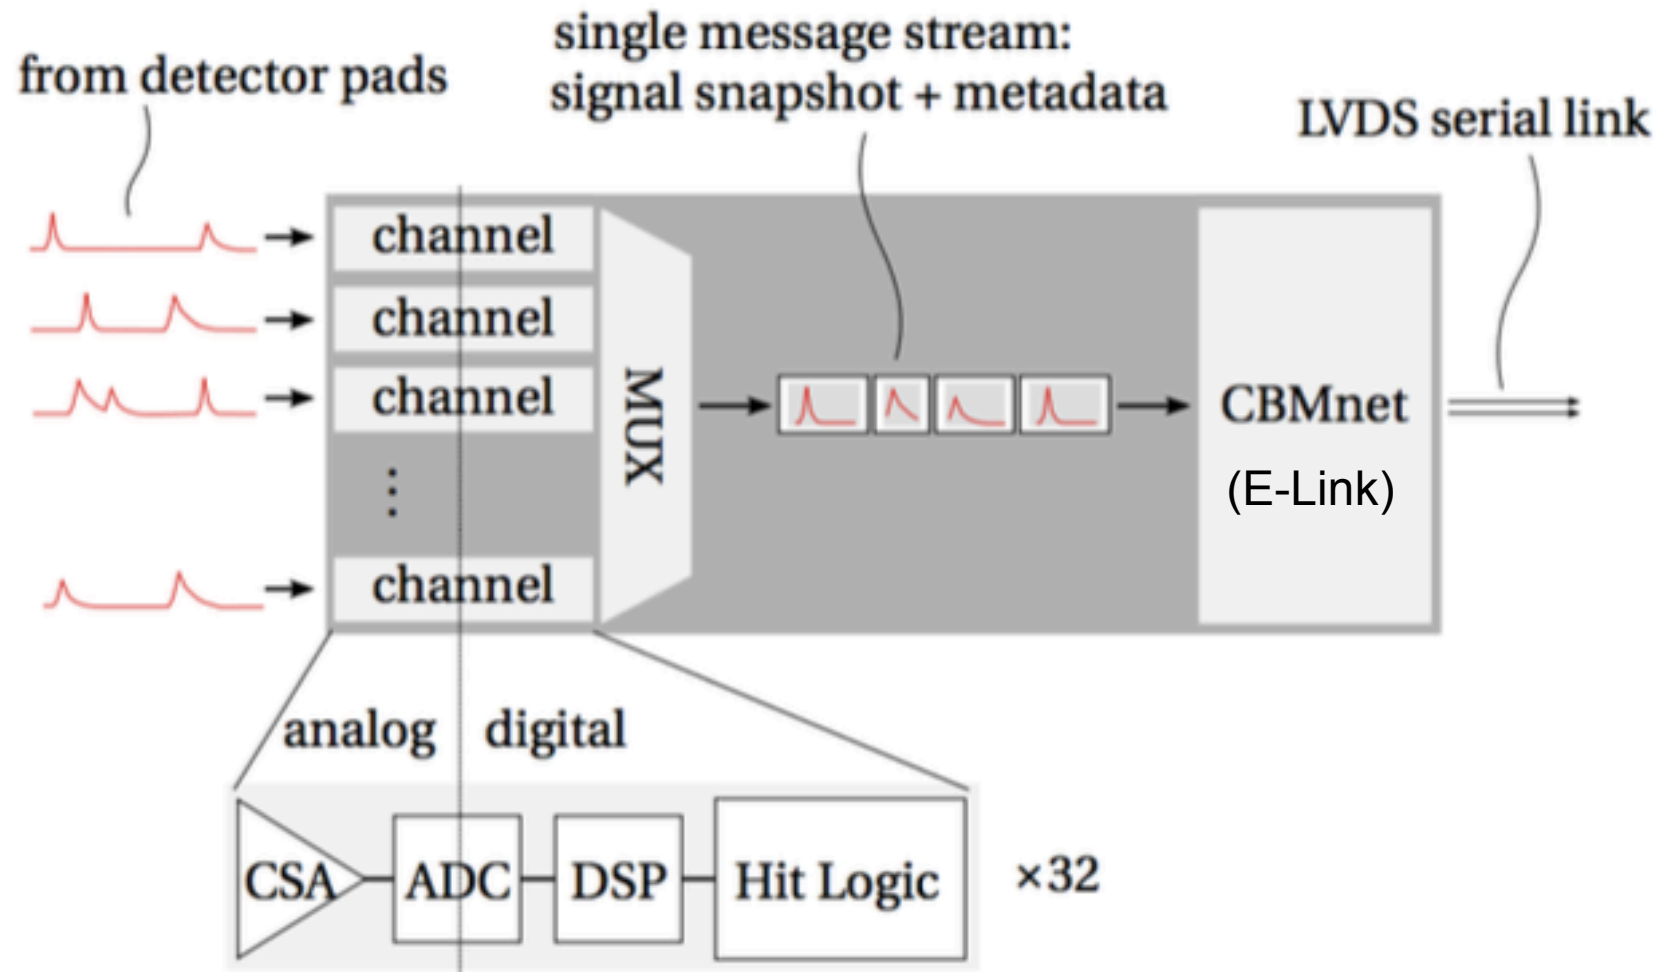 single message stream:
signal snapshot + metadata
from detector pads
LVDS serial link
channel
channel
channel
⋮
channel
MUX
CBMnet
(E-Link)
analog
digital
CSA
ADC
DSP
Hit Logic
×32